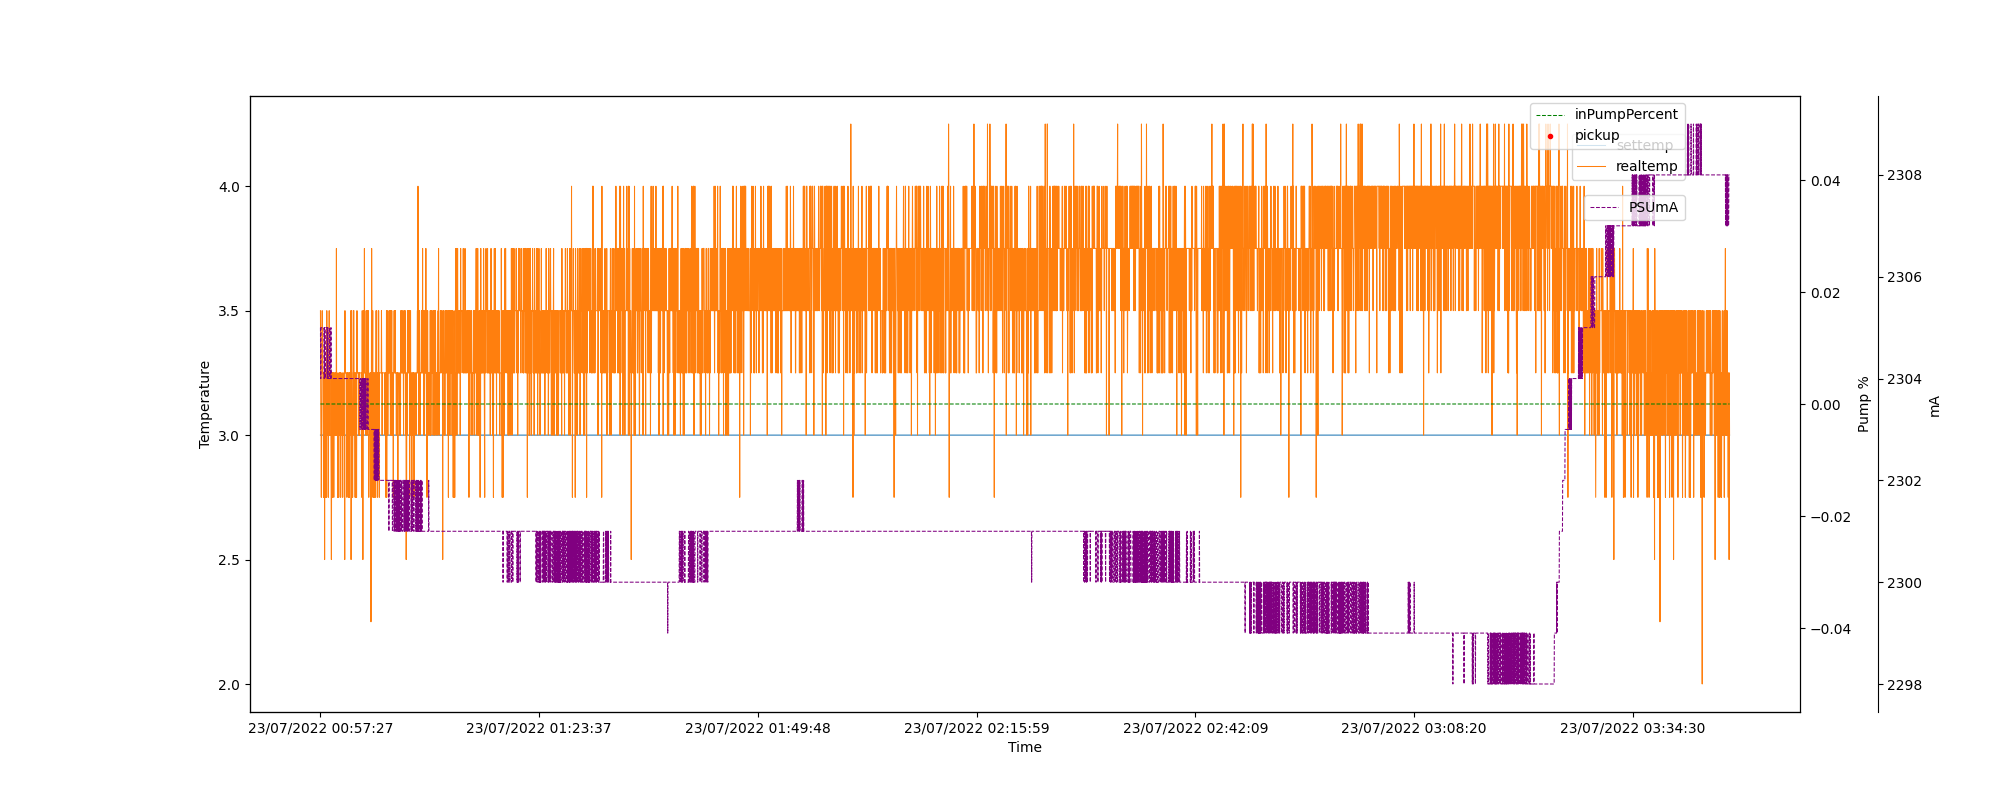 inPumpPercent
pickup
settemp
realtemp
PSUmA
4.0
3.5
3.0
2.5
2.0
Temperature
0.04
0.02
0.00
−0.02
−0.04
Pump %
2308
2306
2304
2302
2300
2298
mA
23/07/2022 00:57:27
23/07/2022 01:23:37
23/07/2022 01:49:48
23/07/2022 02:15:59
23/07/2022 02:42:09
23/07/2022 03:08:20
23/07/2022 03:34:30
Time